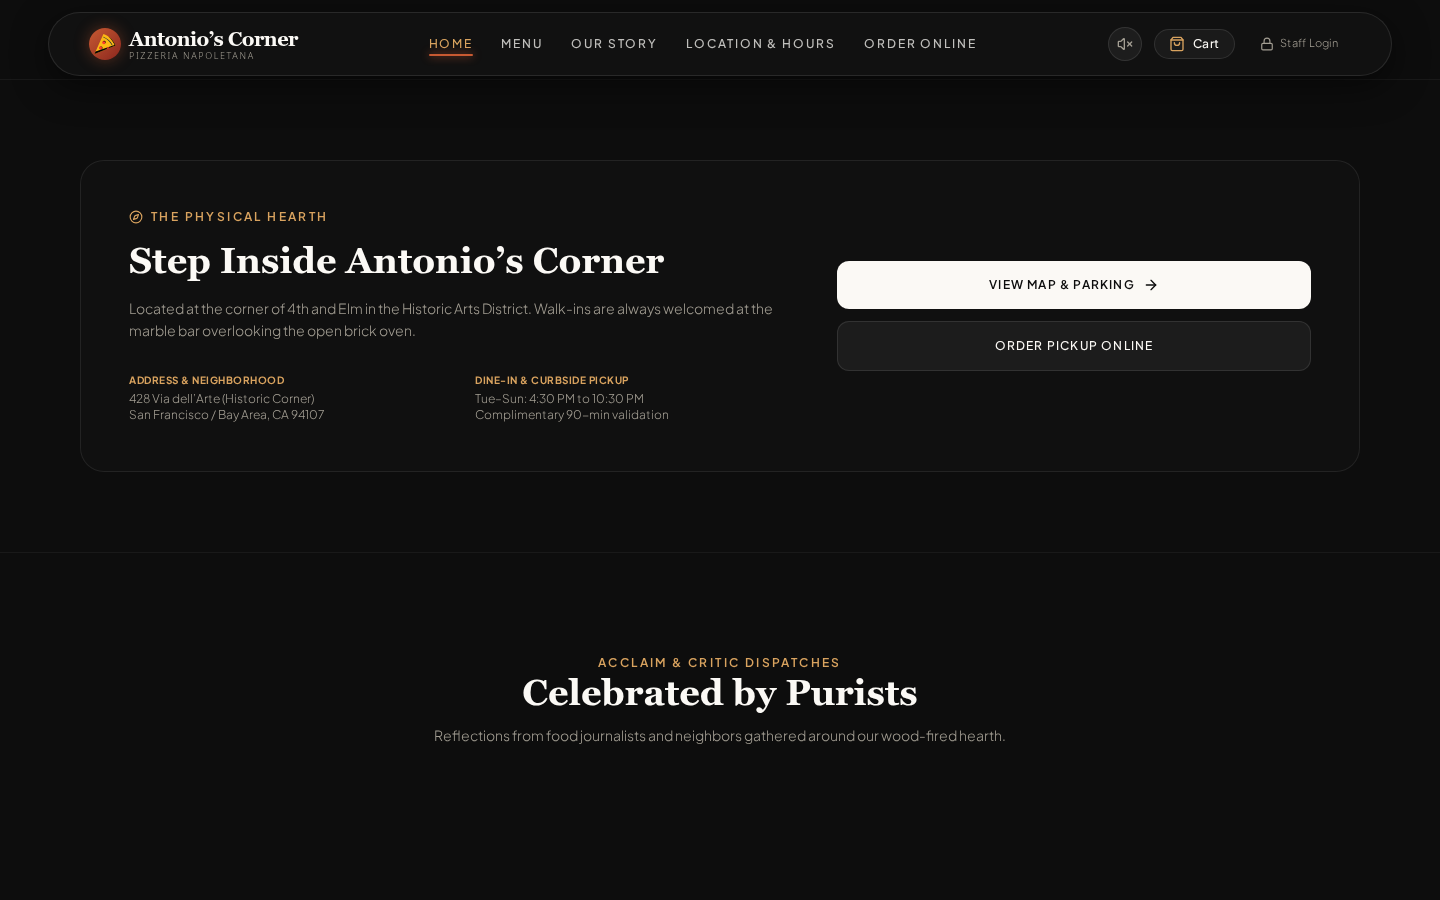 Antonio’s Corner
PIZZERIA NAPOLETANA
HOME
MENU
OUR STORY
LOCATION & HOURS
ORDER ONLINE
Cart
Staff Login
THE PHYSICAL HEARTH
Step Inside Antonio’s Corner
Located at the corner of 4th and Elm in the Historic Arts District. Walk-ins are always welcomed at the
marble bar overlooking the open brick oven.
ADDRESS & NEIGHBORHOOD
428 Via dell’Arte (Historic Corner)
San Francisco / Bay Area, CA 94107
DINE-IN & CURBSIDE PICKUP
Tue–Sun: 4:30 PM to 10:30 PM
Complimentary 90-min validation
VIEW MAP & PARKING
ORDER PICKUP ONLINE
ACCLAIM & CRITIC DISPATCHES
Celebrated by Purists
Reflections from food journalists and neighbors gathered around our wood-fired hearth.